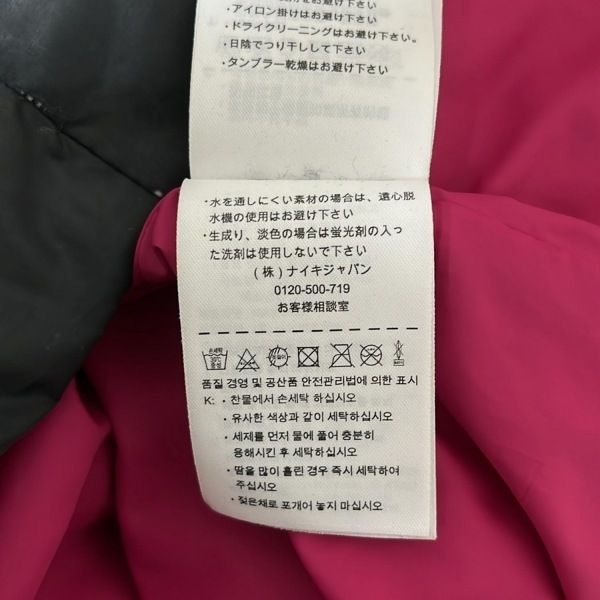 ・アイロン掛けはお避け下さい
・ドライクリーニングはお避け下さい。
・日陰でつり干しして下さい
・タンブラー乾燥はお避け下さい
・水を通しにくい素材の場合は、遠心脱
水機の使用はお避け下さい
・生成り、淡色の場合は蛍光剤の入っ
た洗剤は使用しないで下さい
(株)ナイキジャパン
0120-500-719
お客様相談室
손세탁 30℃ 중성
품질 경영 및 공산품 안전관리법에 의한 표시
K: • 찬물에서 손세탁 하십시오
• 유사한 색상과 같이 세탁하십시오
• 세제를 먼저 물에 풀어 충분히
용해시킨 후 세탁하십시오
• 땀을 많이 흘린 경우 즉시 세탁하여
주십시오
• 젖은채로 포개어 놓지 마십시오